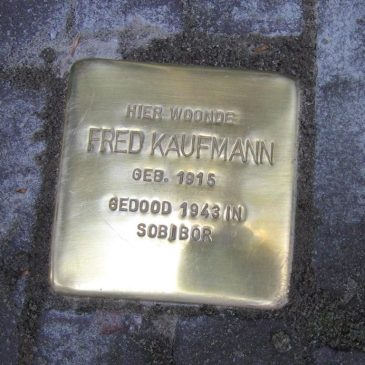 HIER WOONDE
FRED KAUFMANN
GEB. 1915
GEDOOD 1943 IN
SOBIBOR